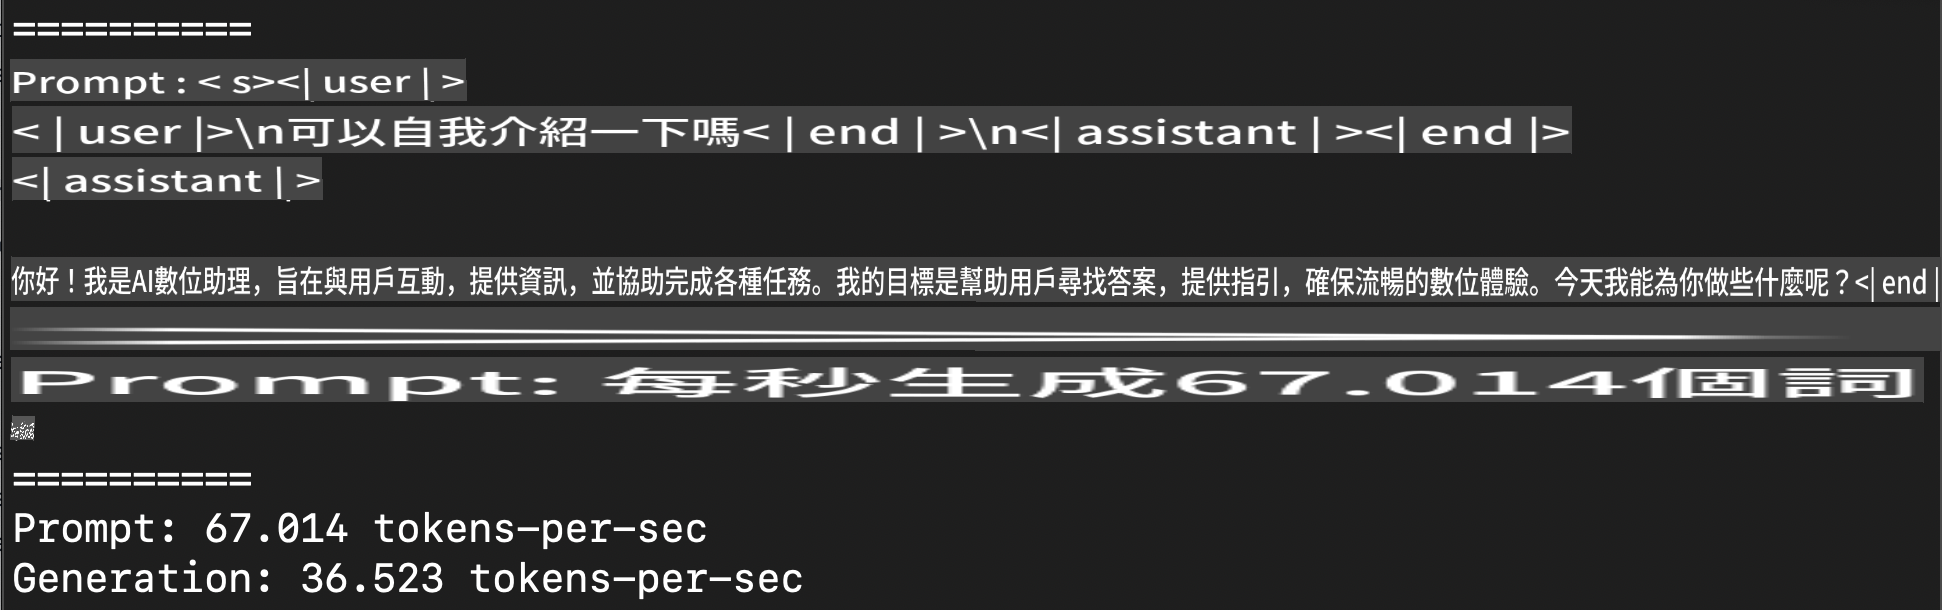 ==========
Prompt : < s><| user | >
< | user |>\n可以自我介紹一下嗎< | end | >\n<| assistant | ><| end |>
<| assistant | >
你好！我是AI數位助理，旨在與用戶互動，提供資訊，並協助完成各種任務。我的目標是幫助用戶尋找答案，提供指引，確保流暢的數位體驗。今天我能為你做些什麼呢？<| end |
Prompt: 每秒生成67.014個詞
==========
Prompt: 67.014 tokens-per-sec
Generation: 36.523 tokens-per-sec